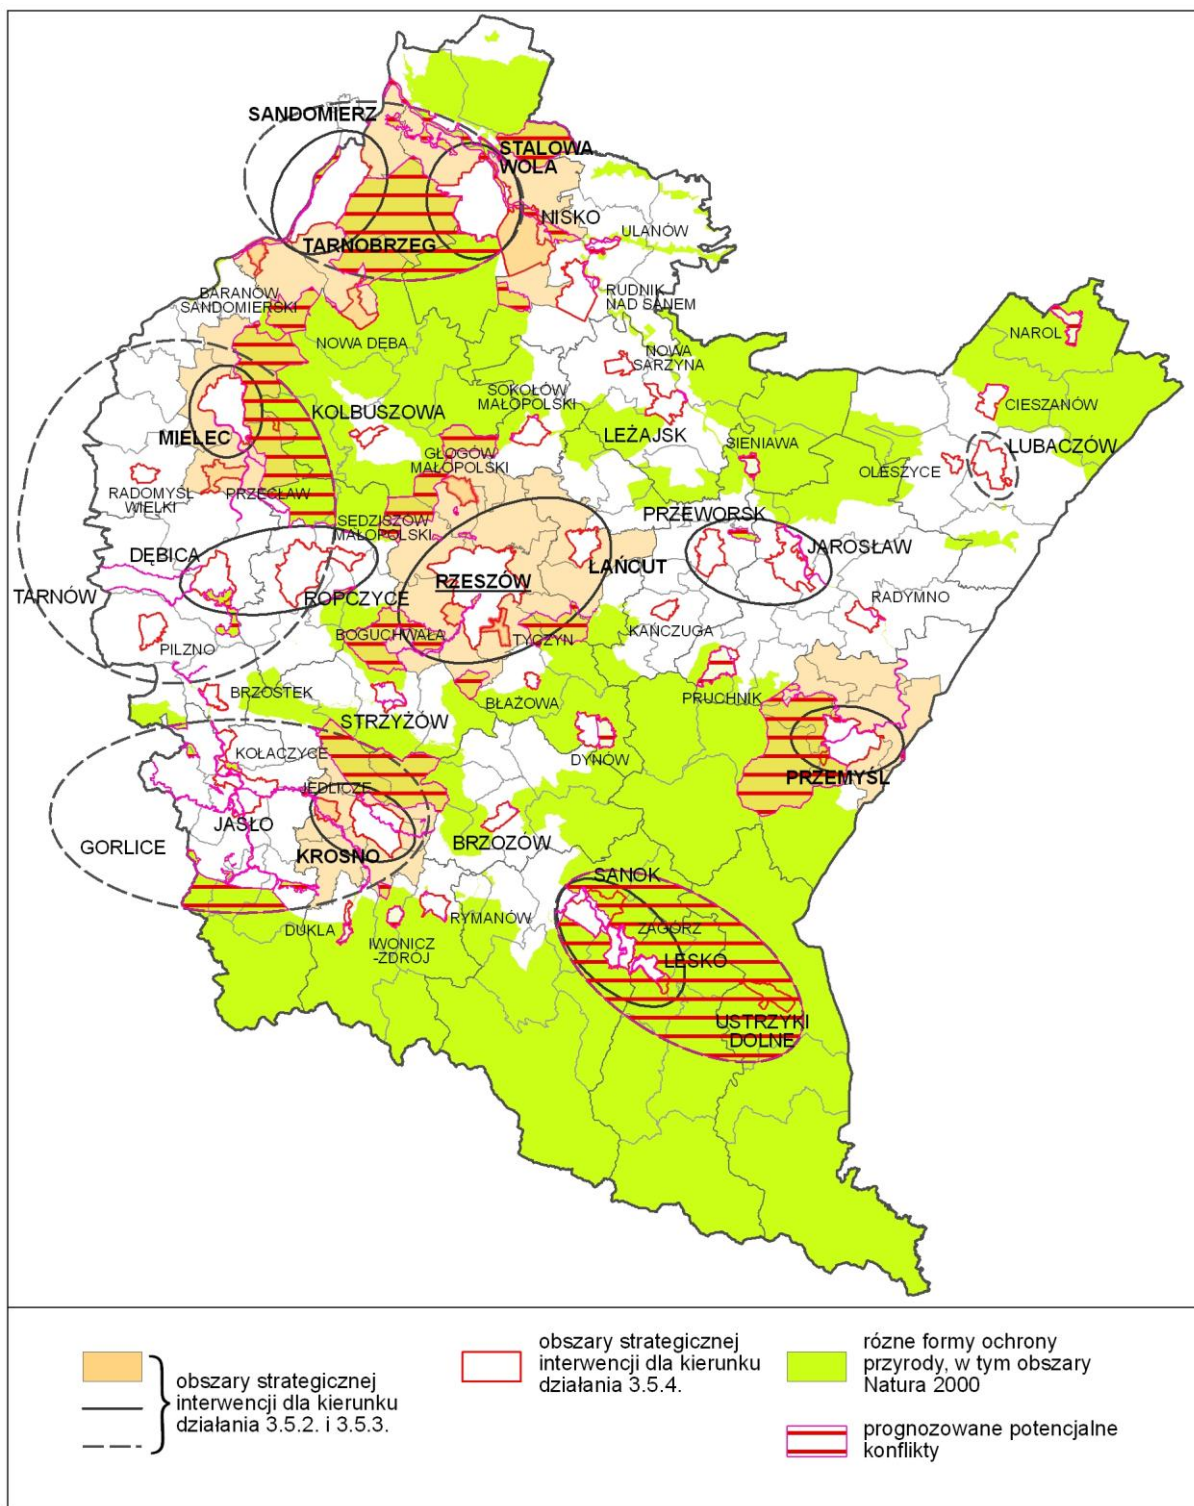 SANDOMIERZ
STALOWA
WOLA
NISKO
ULANÓW
TARNOBRZEG
BARANÓW
SANDOMIERSKI
RUDNIK
NAD SANEM
NOWA DĘBA
NAROL
NOWA
SARZYNA
SOKOŁÓW
MAŁOPOLSKI
CIESZANÓW
KOLBUSZOWA
MIELEC
LEŻAJSK
SIENIAWA
LUBACZÓW
GŁOGÓW
MAŁOPOLSKI
OLESZYCE
RADOMYŚL
WIELKI
PRZECŁAW
SĘDZISZÓW
MAŁOPOLSKI
PRZEWORSK
DĘBICA
JAROSŁAW
TARNÓW
RZESZÓW
ŁAŃCUT
ROPCZYCE
RADYMNO
KAŃCZUGA
BOGUCHWAŁA
TYCZYN
PILZNO
BRZOSTEK
BŁAŻOWA
PRUCHNIK
STRZYŻÓW
KOŁACZYCE
DYNÓW
JEDLICZE
PRZEMYŚL
JASŁO
GORLICE
KROSNO
BRZOZÓW
SANOK
DUKLA
IWONICZ
-ZDRÓJ
RYMANÓW
ZAGÓRZ
LESKO
USTRZYKI
DOLNE
obszary strategicznej
interwencji dla kierunku
działania 3.5.2. i 3.5.3.
obszary strategicznej
interwencji dla kierunku
działania 3.5.4.
rózne formy ochrony
przyrody, w tym obszary
Natura 2000
prognozowane potencjalne
konflikty